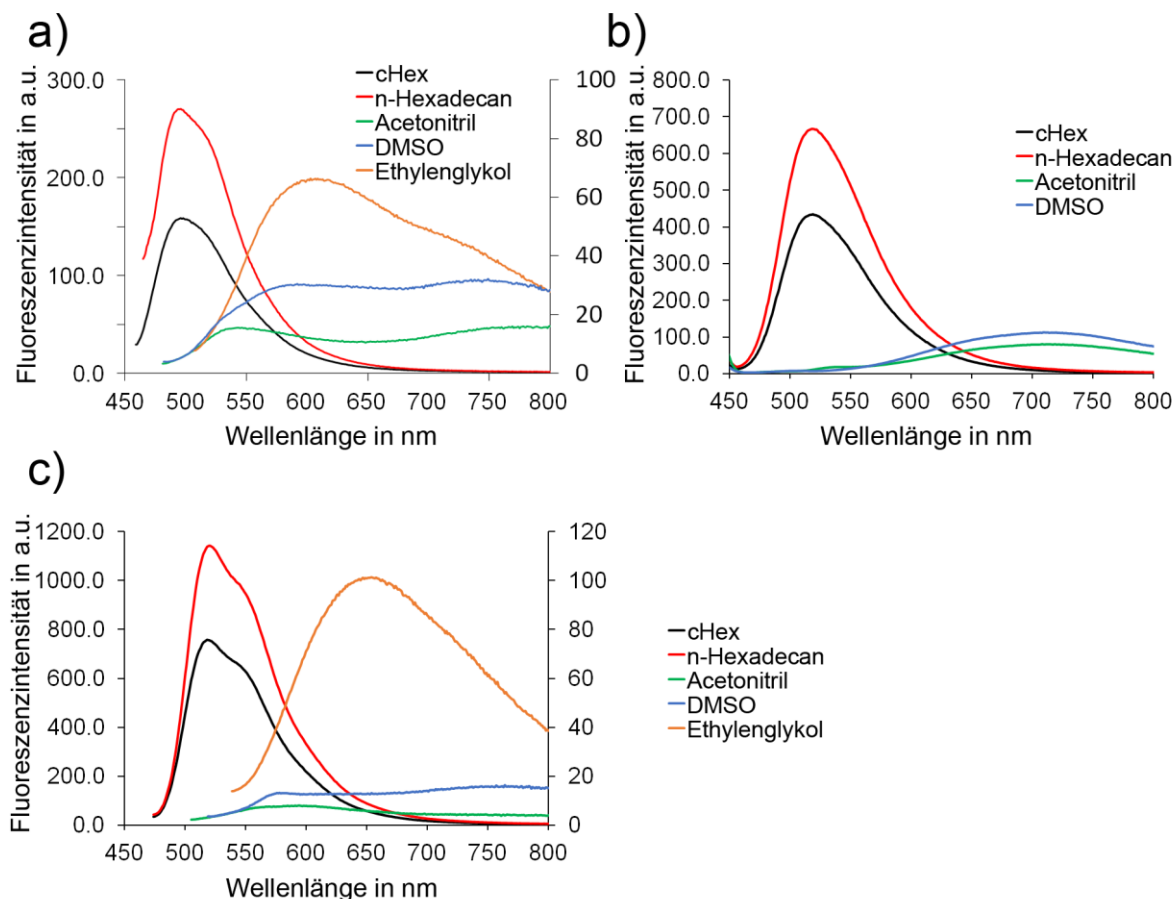 a)
Fluoreszenzintensität in a.u.
300.0
200.0
100.0
0.0
100
80
60
40
20
0
cHex
n-Hexadecan
Acetonitril
DMSO
Ethylenglykol
450 500 550 600 650 700 750 800
Wellenlänge in nm
b)
Fluoreszenzintensität in a.u.
800.0
700.0
600.0
500.0
400.0
300.0
200.0
100.0
0.0
cHex
n-Hexadecan
Acetonitril
DMSO
450 500 550 600 650 700 750 800
Wellenlänge in nm
c)
Fluoreszenzintensität in a.u.
1200.0
1000.0
800.0
600.0
400.0
200.0
0.0
120
100
80
60
40
20
0
cHex
n-Hexadecan
Acetonitril
DMSO
Ethylenglykol
450 500 550 600 650 700 750 800
Wellenlänge in nm